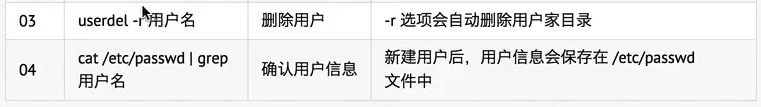 03 userdel -r 用户名 删除用户 -r 选项会自动删除用户家目录
04 cat /etc/passwd | grep 用户名 确认用户信息 新建用户后，用户信息会保存在 /etc/passwd 文件中